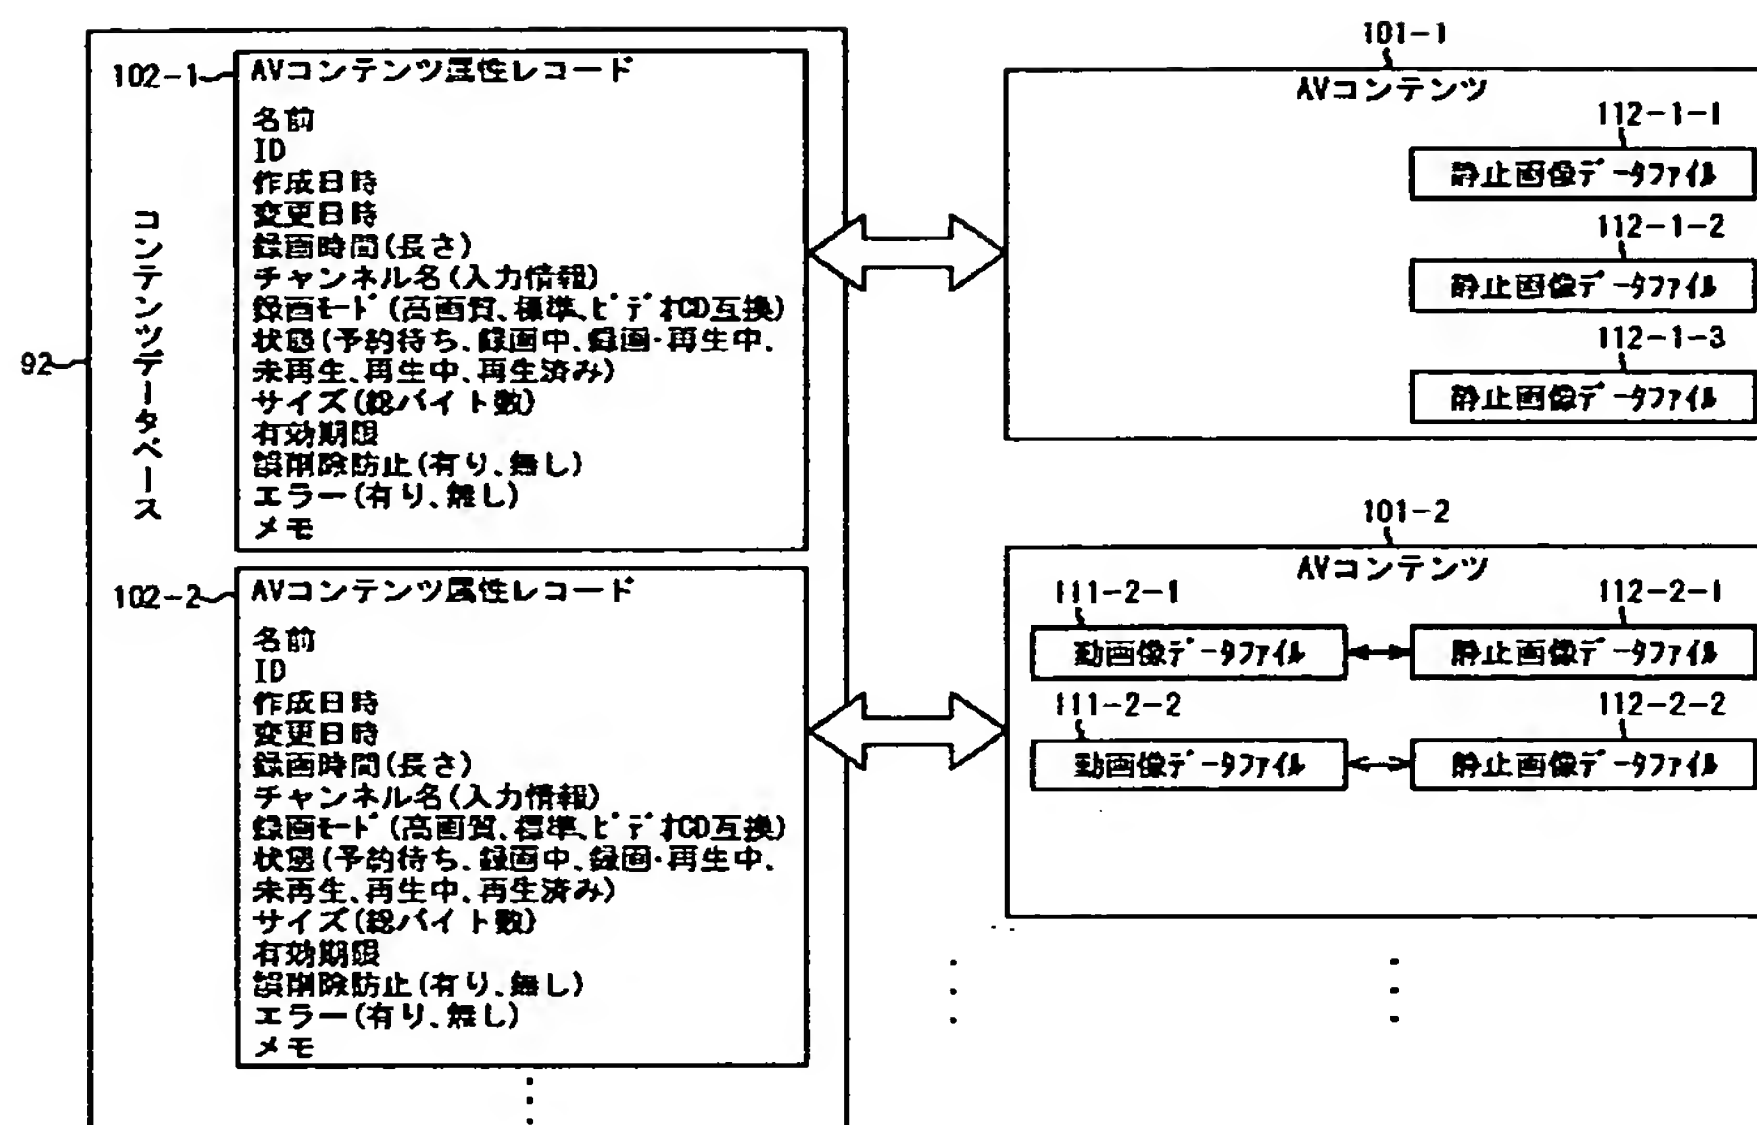 92
コンテンツデータベース
102-1
AVコンテンツ属性レコード
名前
ID
作成日時
変更日時
録画時間(長さ)
チャンネル名(入力情報)
録画モード(高画質、標準、ビデオCD互換)
状態(予約待ち、録画中、録画・再生中、
未再生、再生中、再生済み)
サイズ(総バイト数)
有効期限
誤削除防止(有り、無し)
エラー(有り、無し)
メモ
102-2
AVコンテンツ属性レコード
名前
ID
作成日時
変更日時
録画時間(長さ)
チャンネル名(入力情報)
録画モード(高画質、標準、ビデオCD互換)
状態(予約待ち、録画中、録画・再生中、
未再生、再生中、再生済み)
サイズ(総バイト数)
有効期限
誤削除防止(有り、無し)
エラー(有り、無し)
メモ
101-1
AVコンテンツ
112-1-1
静止画像データファイル
112-1-2
静止画像データファイル
112-1-3
静止画像データファイル
101-2
AVコンテンツ
111-2-1
動画像データファイル
112-2-1
静止画像データファイル
111-2-2
動画像データファイル
112-2-2
静止画像データファイル